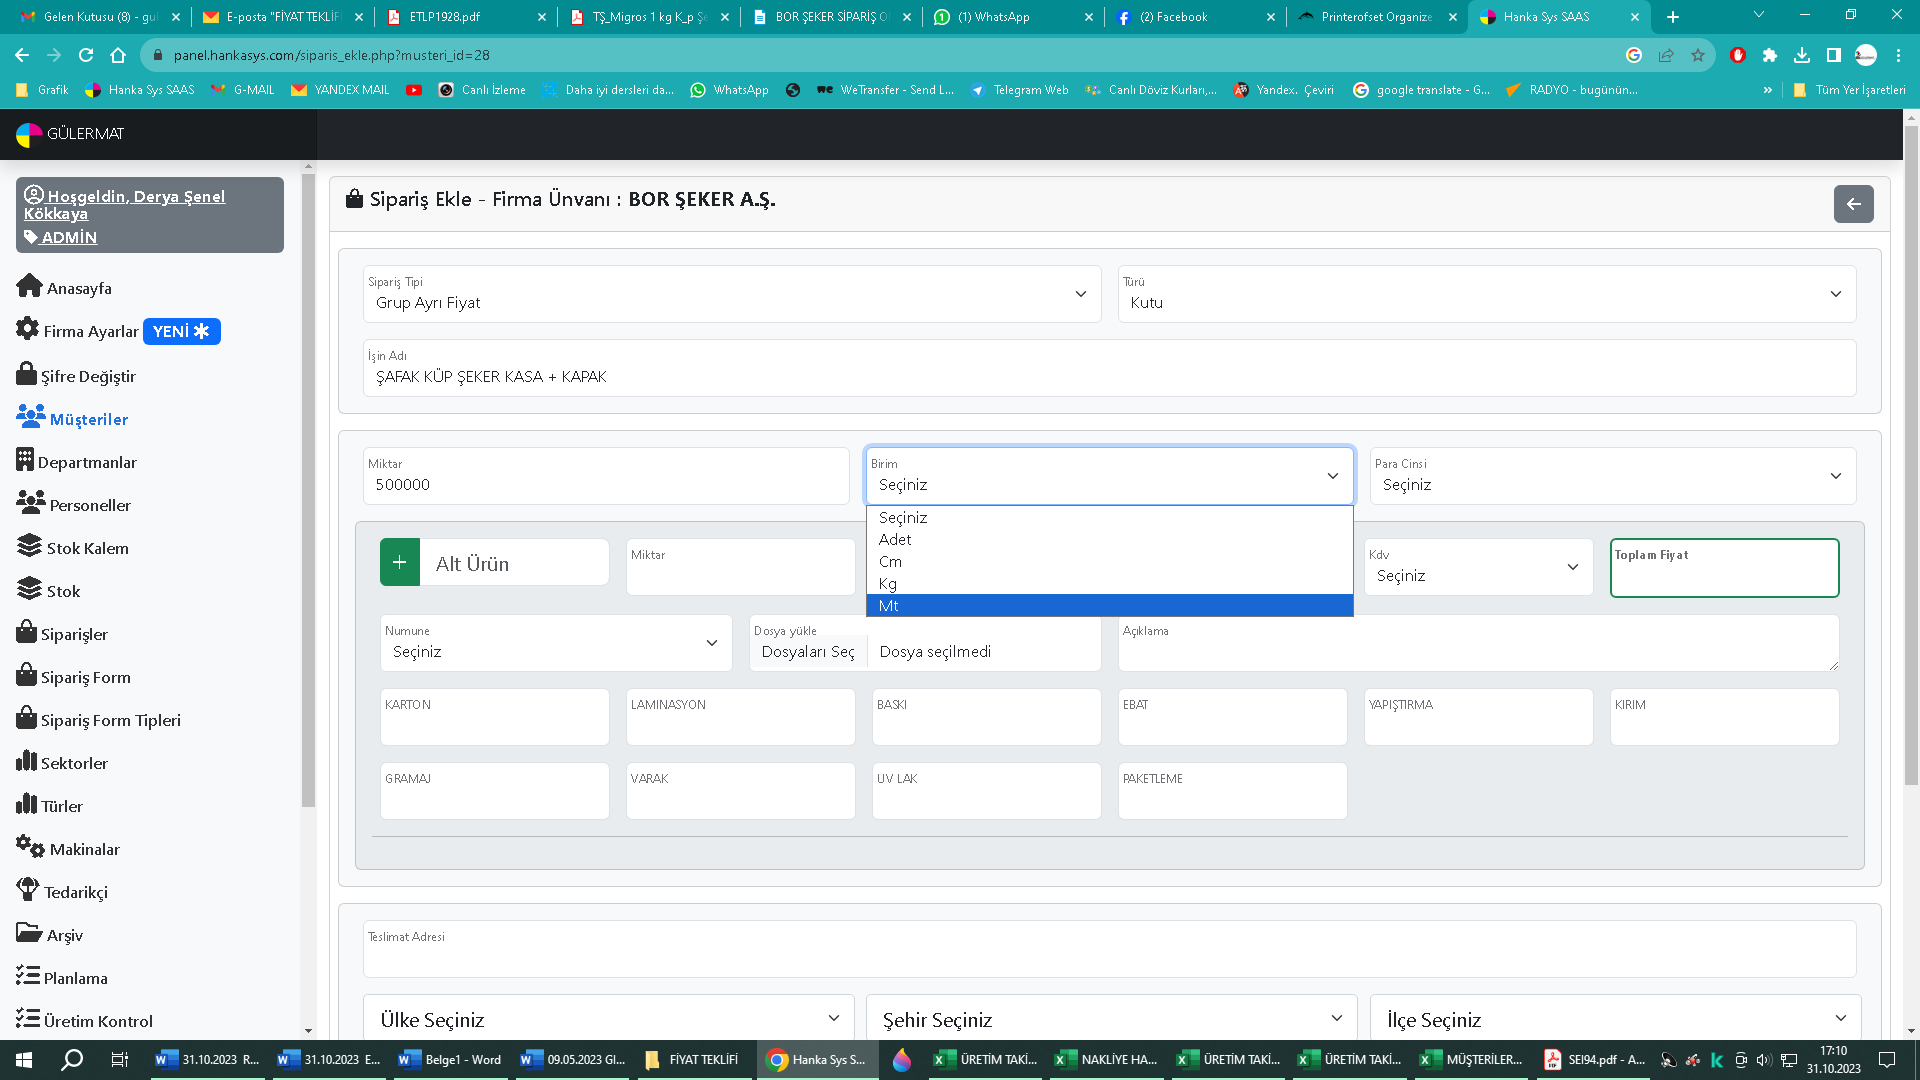 Gelen Kutusu (8) - gul
E-posta "FİYAT TEKLİFİ
ETLP1928.pdf
TŞ_Migros 1 kg K_p Şe
BOR ŞEKER SİPARİŞ O
(1) WhatsApp
(2) Facebook
Printerofset Organize
Hanka Sys SAAS
panel.hankasys.com/siparis_ekle.php?musteri_id=28
Grafik
Hanka Sys SAAS
G-MAIL
YANDEX MAIL
Canlı İzleme
Daha iyi dersleri da...
WhatsApp
WeTransfer - Send L...
Telegram Web
Canlı Döviz Kurları,...
Yandex. Çeviri
google translate - G...
RADYO - bugünün...
»
Tüm Yer İşaretleri
GÜLERMAT
Hoşgeldin, Derya Şenel
Kökkaya
ADMİN
Anasayfa
Firma Ayarlar YENİ
Şifre Değiştir
Müşteriler
Departmanlar
Personeller
Stok Kalem
Stok
Siparişler
Sipariş Form
Sipariş Form Tipleri
Sektorler
Türler
Makinalar
Tedarikçi
Arşiv
Planlama
Üretim Kontrol
Sipariş Ekle - Firma Ünvanı : BOR ŞEKER A.Ş.
Sipariş Tipi
Grup Ayrı Fiyat
Türü
Kutu
İşin Adı
ŞAFAK KÜP ŞEKER KASA + KAPAK
Miktar
500000
Birim
Seçiniz
Para Cinsi
Seçiniz
Seçiniz
Adet
Cm
Kg
Mt
+ Alt Ürün
Miktar
Kdv
Seçiniz
Toplam Fiyat
Numune
Seçiniz
Dosya yükle
Dosyaları Seç Dosya seçilmedi
Açıklama
KARTON
LAMINASYON
BASKI
EBAT
YAPIŞTIRMA
KIRIM
GRAMAJ
VARAK
UV LAK
PAKETLEME
Teslimat Adresi
Ülke Seçiniz
Şehir Seçiniz
İlçe Seçiniz
31.10.2023 R...
31.10.2023 E...
Belge1 - Word
09.05.2023 GI...
FİYAT TEKLİFİ
Hanka Sys S...
ÜRETİM TAKİ...
NAKLİYE HA...
ÜRETİM TAKİ...
ÜRETİM TAKİ...
MÜŞTERİLER...
SEI94.pdf - A...
17:10
31.10.2023